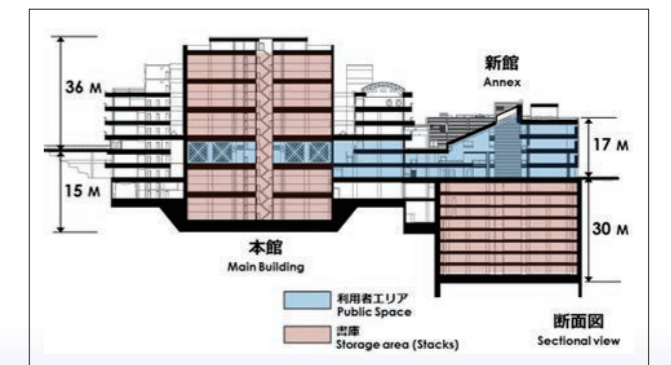 新館
Annex
36 M
17 M
15 M
30 M
本館
Main Building
利用者エリア
Public Space
書庫
Storage area (Stacks)
断面図
Sectional view